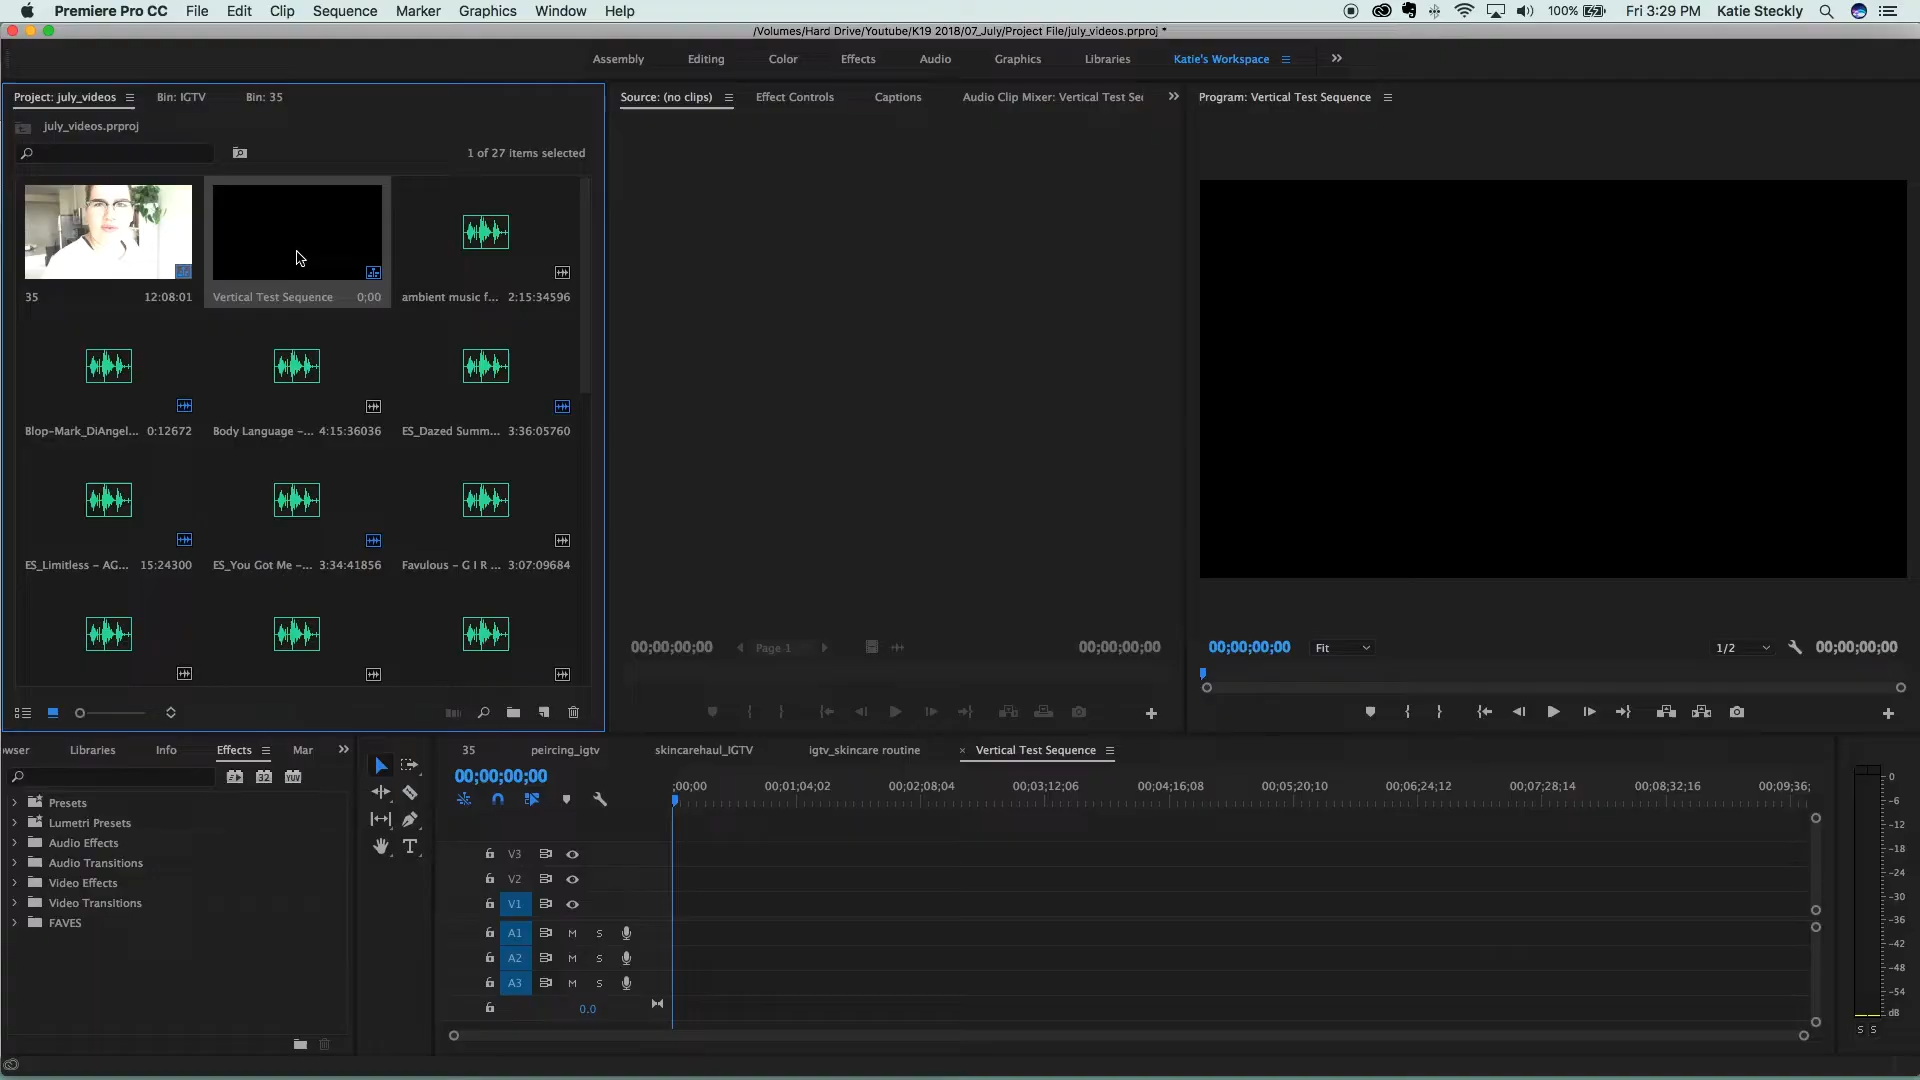 Premiere Pro CC File Edit Clip Sequence Marker Graphics Window Help 100% Fri 3:29 PM Katie Steckly
/Volumes/Hard Drive/Youtube/K19 2018/07_July/Project File/july_videos.prproj *
Assembly Editing Color Effects Audio Graphics Libraries Katie's Workspace
Project: july_videos Bin: IGTV Bin: 35
july_videos.prproj
1 of 27 items selected
35 12:08:01 Vertical Test Sequence 0;00 ambient music f... 2:15:34596
Blop-Mark_DiAngel... 0:12672 Body Language -... 4:15:36036 ES_Dazed Summ... 3:36:05760
ES_Limitless - AG... 15:24300 ES_You Got Me -... 3:34:41856 Favulous - G I R ... 3:07:09684
Source: (no clips) Effect Controls Captions Audio Clip Mixer: Vertical Test Se
00;00;00;00 Page 1 00;00;00;00
Program: Vertical Test Sequence
00;00;00;00 Fit 1/2 00;00;00;00
wser Libraries Info Effects Mar
32 YUV
Presets
Lumetri Presets
Audio Effects
Audio Transitions
Video Effects
Video Transitions
FAVES
35 peircing_igtv skincarehaul_IGTV igtv_skincare routine × Vertical Test Sequence
00;00;00;00
;00;00 00;01;04;02 00;02;08;04 00;03;12;06 00;04;16;08 00;05;20;10 00;06;24;12 00;07;28;14 00;08;32;16 00;09;36;
V3
V2
V1
A1 M S
A2 M S
A3 M S
0.0
0
-6
-12
-18
-24
-30
-36
-42
-48
-54
dB
S S